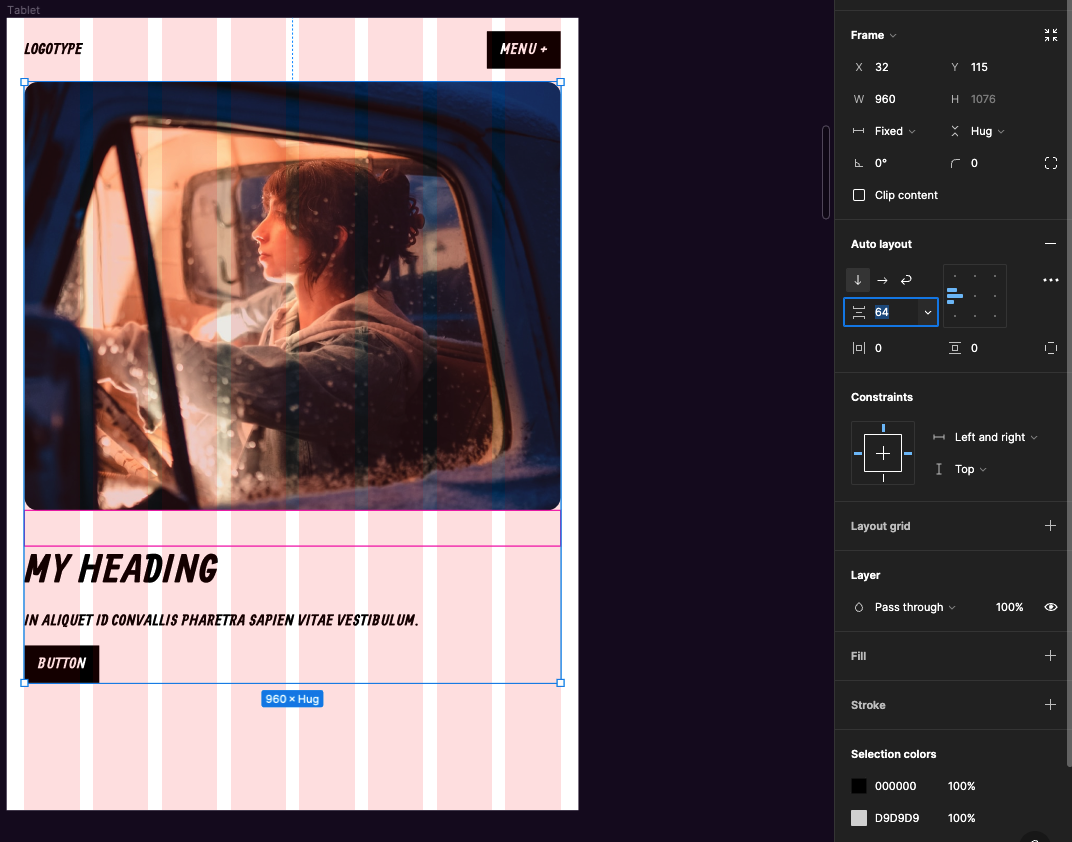 Tablet
LOGOTYPE
MENU +
MY HEADING
IN ALIQUET ID CONVALLIS PHARETRA SAPIEN VITAE VESTIBULUM.
BUTTON
960 × Hug
Frame
X 32 Y 115
W 960 H 1076
Fixed Hug
0° 0
Clip content
Auto layout
64
0 0
Constraints
Left and right
Top
Layout grid
Layer
Pass through 100%
Fill
Stroke
Selection colors
000000 100%
D9D9D9 100%